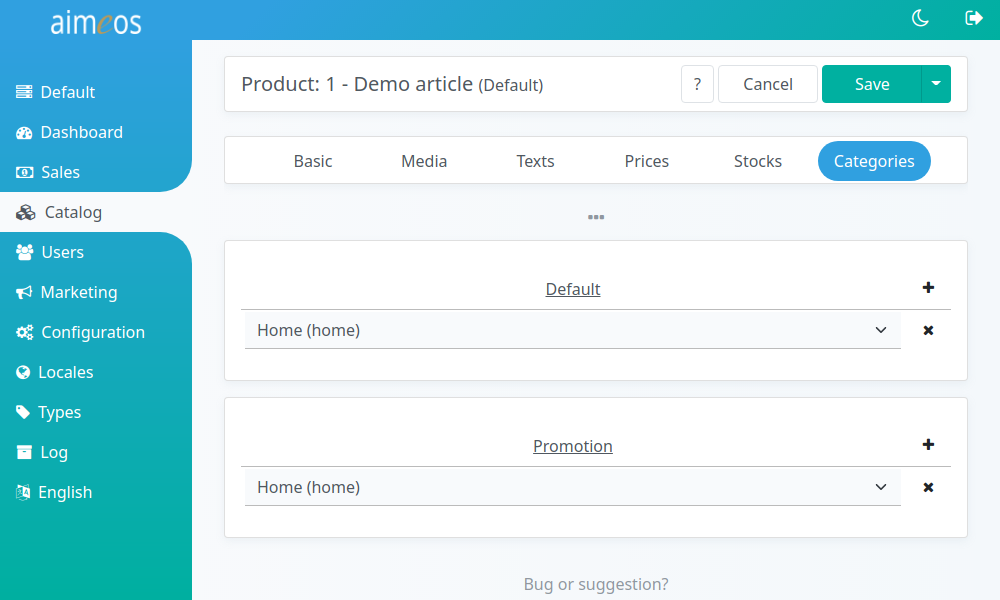 aimeos
Default
Dashboard
Sales
Catalog
Users
Marketing
Configuration
Locales
Types
Log
English
Product: 1 - Demo article (Default)
?
Cancel
Save
Basic
Media
Texts
Prices
Stocks
Categories
Default
Home (home)
Promotion
Home (home)
Bug or suggestion?